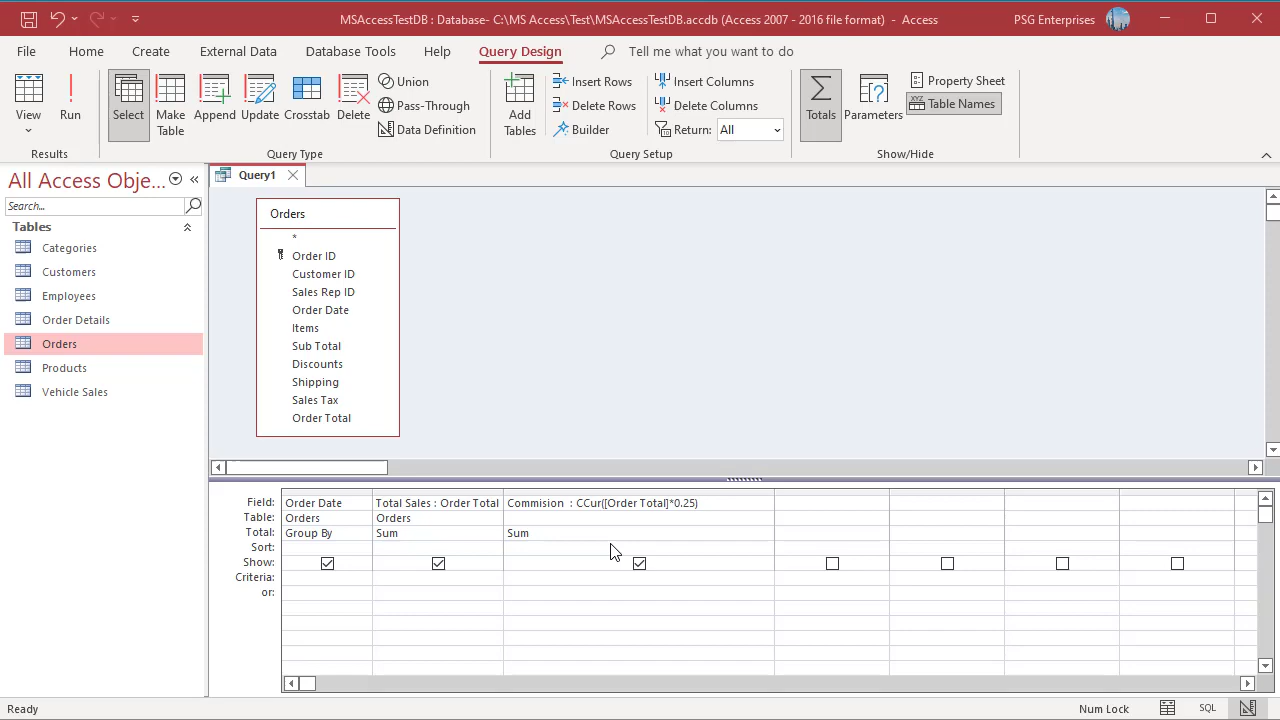 MSAccessTestDB : Database- C:\MS Access\Test\MSAccessTestDB.accdb (Access 2007 - 2016 file format) - Access
PSG Enterprises
File Home Create External Data Database Tools Help Query Design Tell me what you want to do
View
Run
Results
Select
Make Table
Append
Update
Crosstab
Delete
Union
Pass-Through
Data Definition
Query Type
Add Tables
Insert Rows
Delete Rows
Builder
Insert Columns
Delete Columns
Return: All
Query Setup
Totals
Parameters
Property Sheet
XYZ Table Names
Show/Hide
All Access Obje...
Search...
Tables
Categories
Customers
Employees
Order Details
Orders
Products
Vehicle Sales
Query1
Orders
*
Order ID
Customer ID
Sales Rep ID
Order Date
Items
Sub Total
Discounts
Shipping
Sales Tax
Order Total
Field: Order Date Total Sales : Order Total Commision : CCur([Order Total]*0.25)
Table: Orders Orders
Total: Group By Sum Sum
Sort:
Show:
Criteria:
or:
Ready
Num Lock
SQL